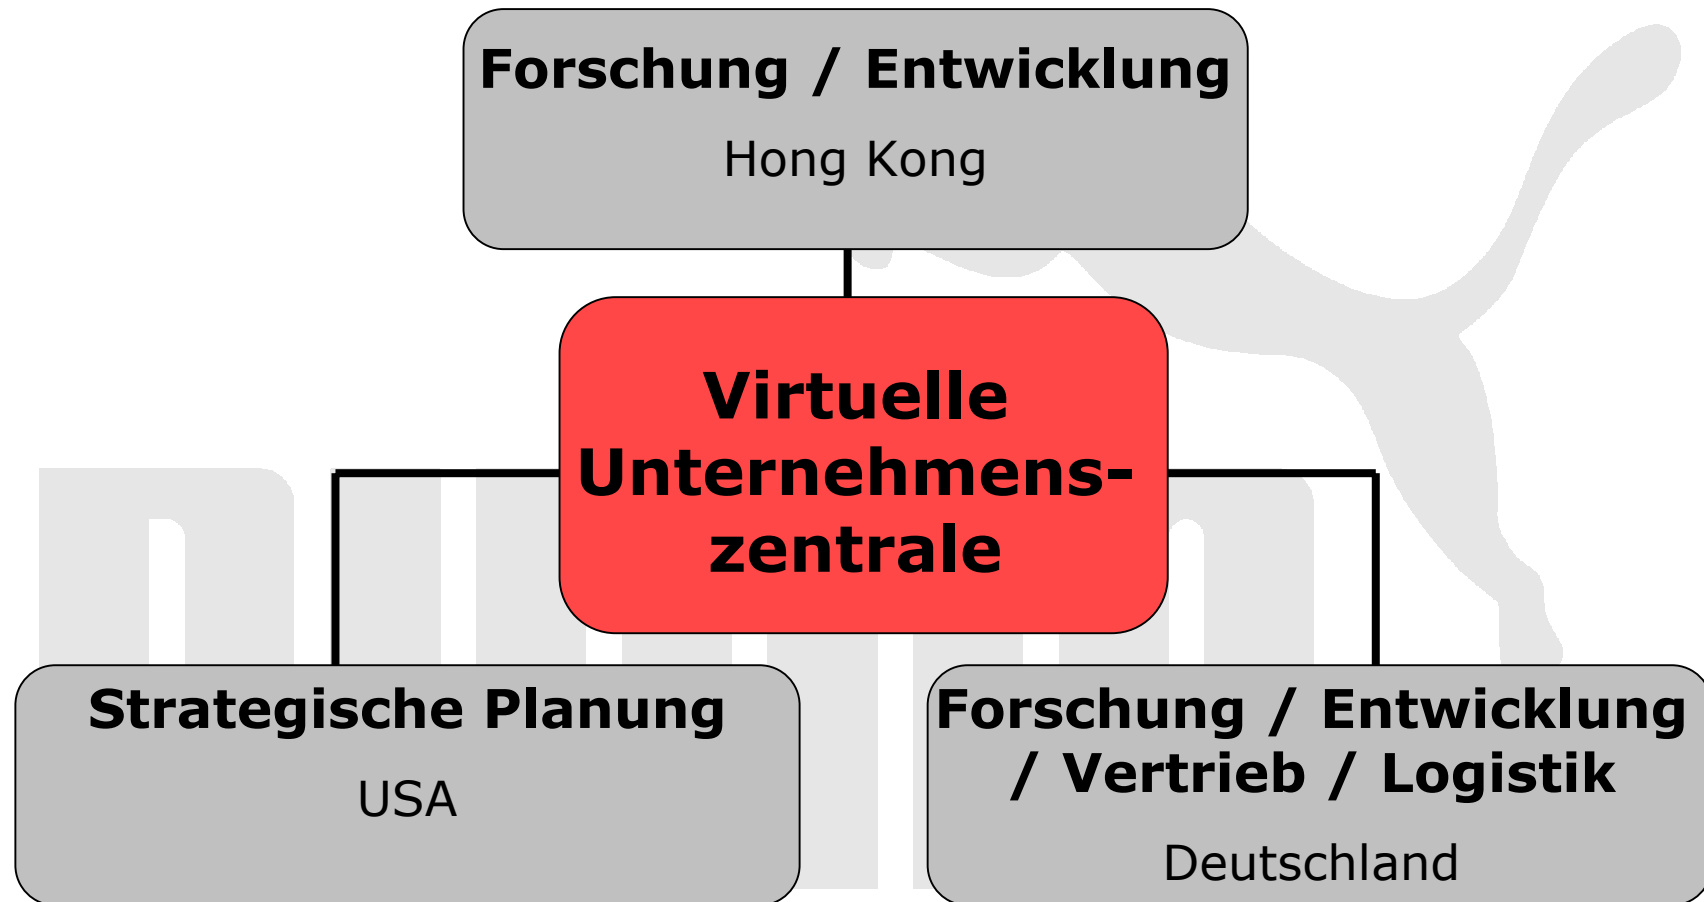 Forschung / Entwicklung
Hong Kong
Virtuelle
Unternehmens-
zentrale
Strategische Planung
USA
Forschung / Entwicklung
/ Vertrieb / Logistik
Deutschland